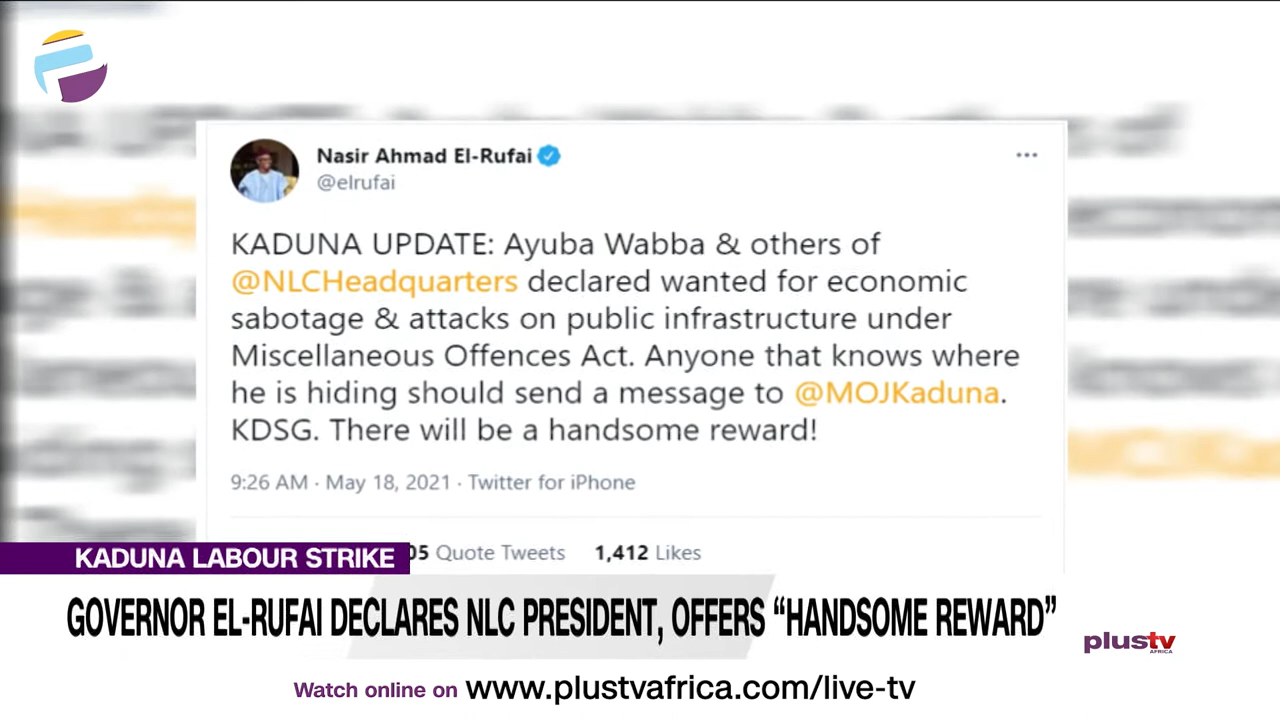 Nasir Ahmad El-Rufai
@elrufai
KADUNA UPDATE: Ayuba Wabba & others of
@NLCHeadquarters declared wanted for economic
sabotage & attacks on public infrastructure under
Miscellaneous Offences Act. Anyone that knows where
he is hiding should send a message to @MOJKaduna.
KDSG. There will be a handsome reward!
9:26 AM · May 18, 2021 · Twitter for iPhone
Quote Tweets 1,412 Likes
KADUNA LABOUR STRIKE
GOVERNOR EL-RUFAI DECLARES NLC PRESIDENT, OFFERS “HANDSOME REWARD”
plustv
AFRICA
Watch online on www.plustvafrica.com/live-tv